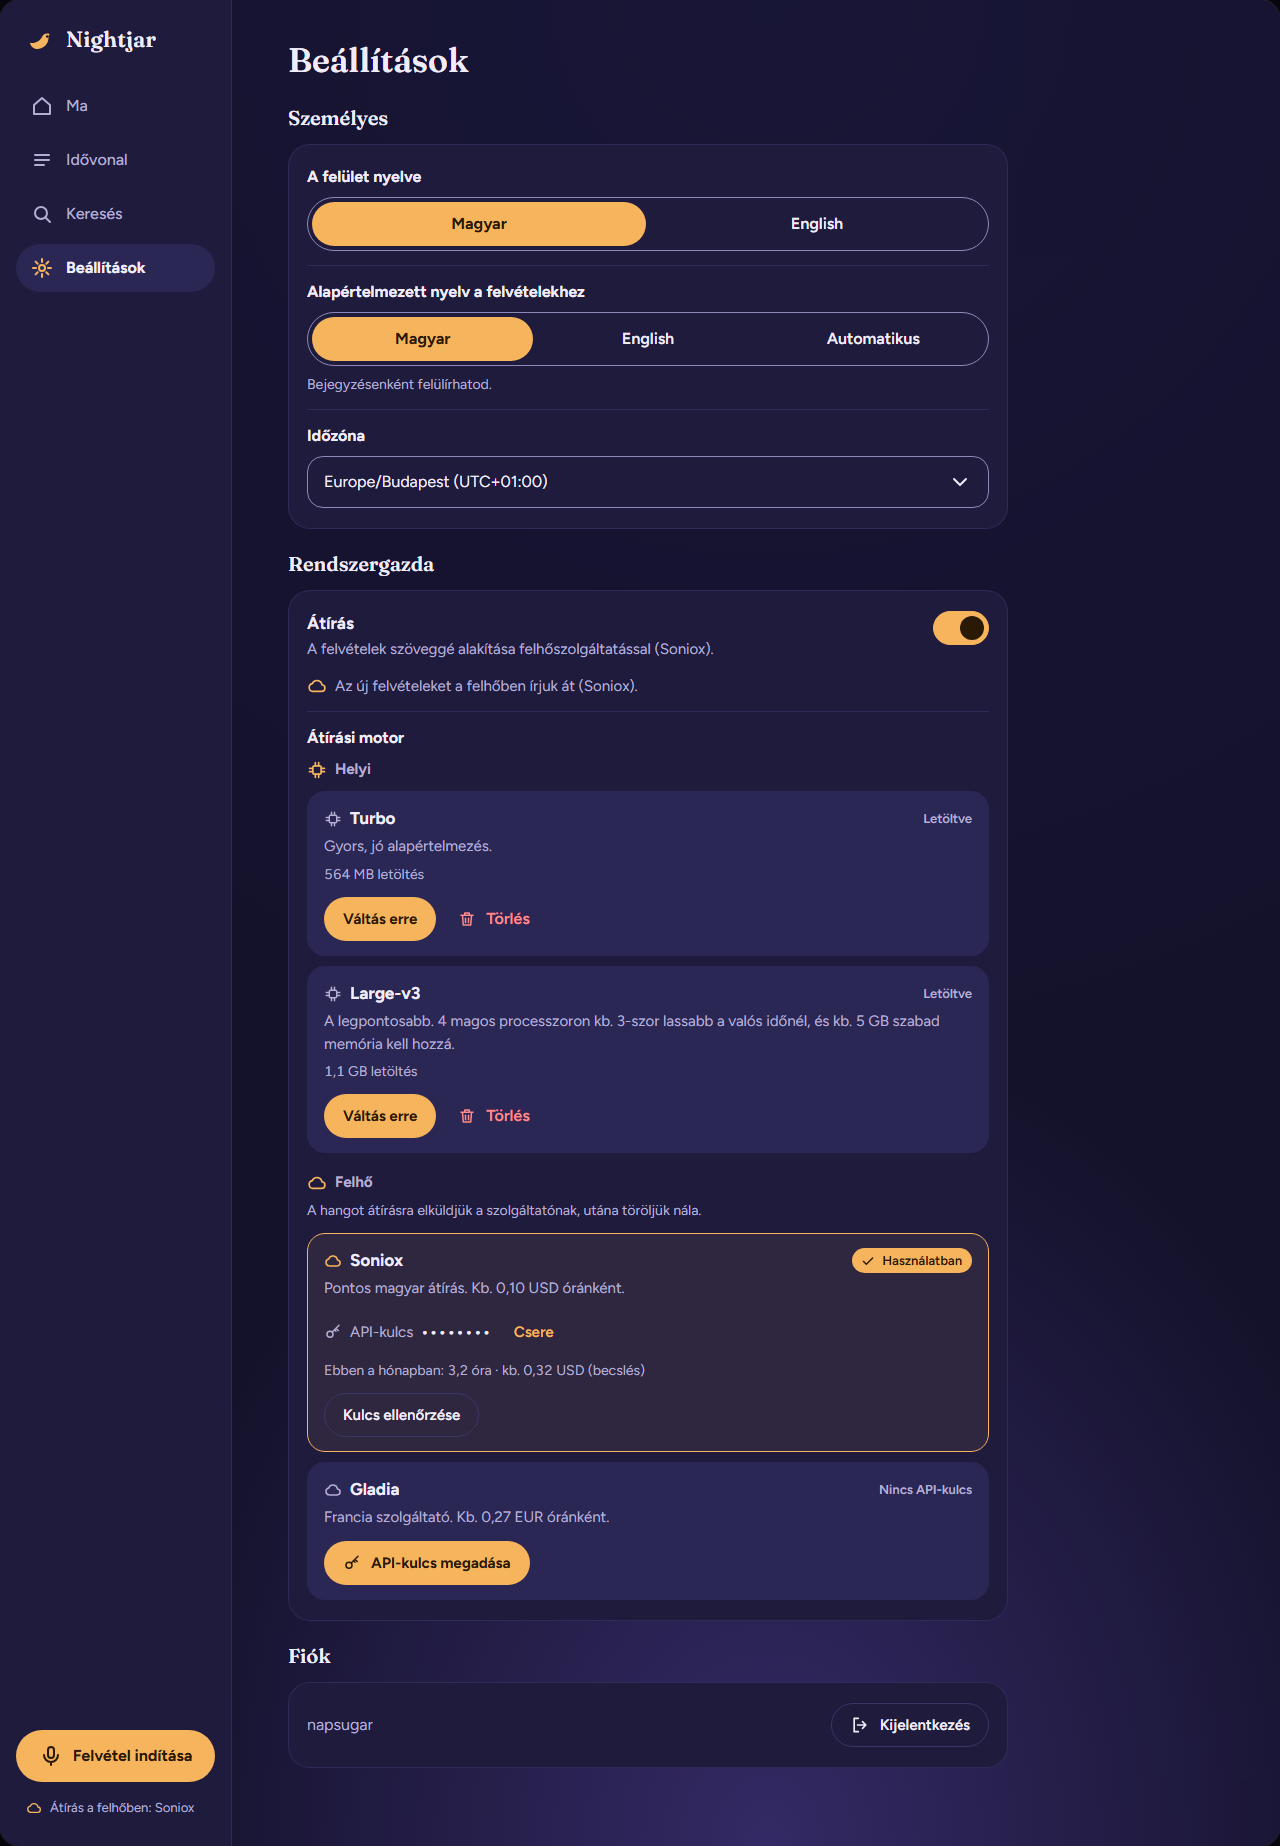 Nightjar
Ma
Idővonal
Keresés
Beállítások
Felvétel indítása
Átírás a felhőben: Soniox
Beállítások
Személyes
A felület nyelve
Magyar English
Alapértelmezett nyelv a felvételekhez
Magyar English Automatikus
Bejegyzésenként felülírhatod.
Időzóna
Europe/Budapest (UTC+01:00)
Rendszergazda
Átírás
A felvételek szöveggé alakítása felhőszolgáltatással (Soniox).
Az új felvételeket a felhőben írjuk át (Soniox).
Átírási motor
Helyi
Turbo Letöltve
Gyors, jó alapértelmezés.
564 MB letöltés
Váltás erre Törlés
Large-v3 Letöltve
A legpontosabb. 4 magos processzoron kb. 3-szor lassabb a valós időnél, és kb. 5 GB szabad
memória kell hozzá.
1,1 GB letöltés
Váltás erre Törlés
Felhő
A hangot átírásra elküldjük a szolgáltatónak, utána töröljük nála.
Soniox Használatban
Pontos magyar átírás. Kb. 0,10 USD óránként.
API-kulcs •••••••• Csere
Ebben a hónapban: 3,2 óra · kb. 0,32 USD (becslés)
Kulcs ellenőrzése
Gladia Nincs API-kulcs
Francia szolgáltató. Kb. 0,27 EUR óránként.
API-kulcs megadása
Fiók
napsugar Kijelentkezés